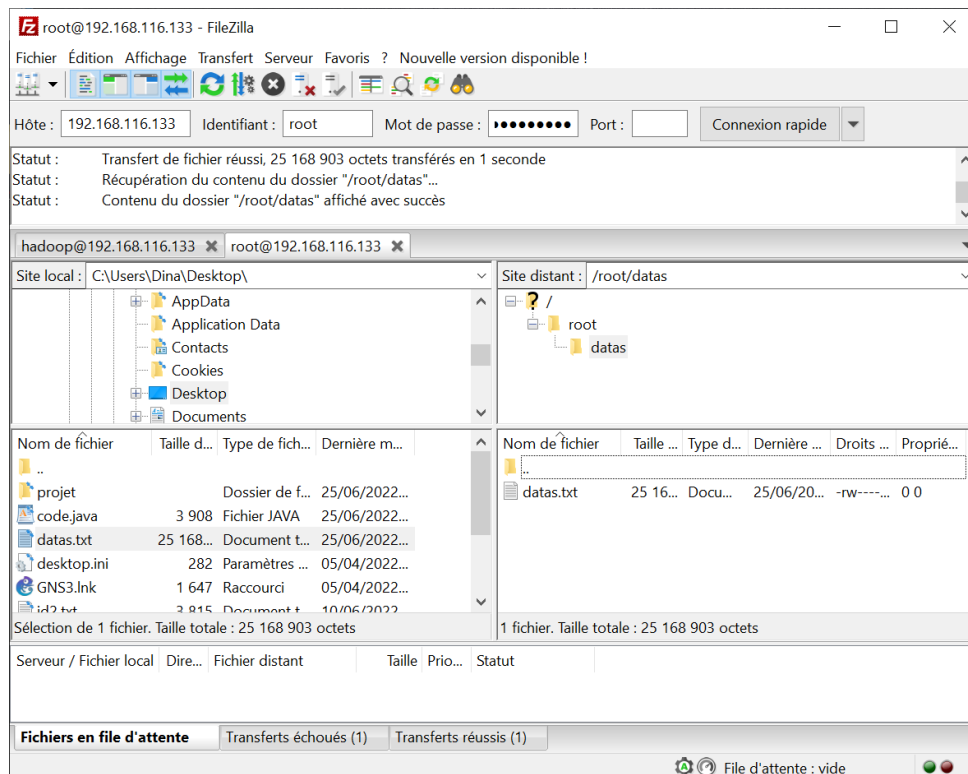 root@192.168.116.133 - FileZilla
Fichier Édition Affichage Transfert Serveur Favoris ? Nouvelle version disponible !
Hôte : 192.168.116.133 Identifiant : root Mot de passe : ●●●●●●●●● Port : Connexion rapide
Statut : Transfert de fichier réussi, 25 168 903 octets transférés en 1 seconde
Statut : Récupération du contenu du dossier "/root/datas"...
Statut : Contenu du dossier "/root/datas" affiché avec succès
hadoop@192.168.116.133 root@192.168.116.133
Site local : C:\Users\Dina\Desktop\
AppData
Application Data
Contacts
Cookies
Desktop
Documents
Site distant : /root/datas
/
root
datas
Nom de fichier Taille d... Type de fich... Dernière m...
..
projet Dossier de f... 25/06/2022...
code.java 3 908 Fichier JAVA 25/06/2022...
datas.txt 25 168... Document t... 25/06/2022...
desktop.ini 282 Paramètres ... 05/04/2022...
GNS3.lnk 1 647 Raccourci 05/04/2022...
id2.txt 3 815 Document t... 10/06/2022...
Sélection de 1 fichier. Taille totale : 25 168 903 octets
Nom de fichier Taille ... Type d... Dernière ... Droits ... Proprié...
..
datas.txt 25 16... Docu... 25/06/20... -rw----... 0 0
1 fichier. Taille totale : 25 168 903 octets
Serveur / Fichier local Dire... Fichier distant Taille Prio... Statut
Fichiers en file d'attente Transferts échoués (1) Transferts réussis (1)
File d'attente : vide